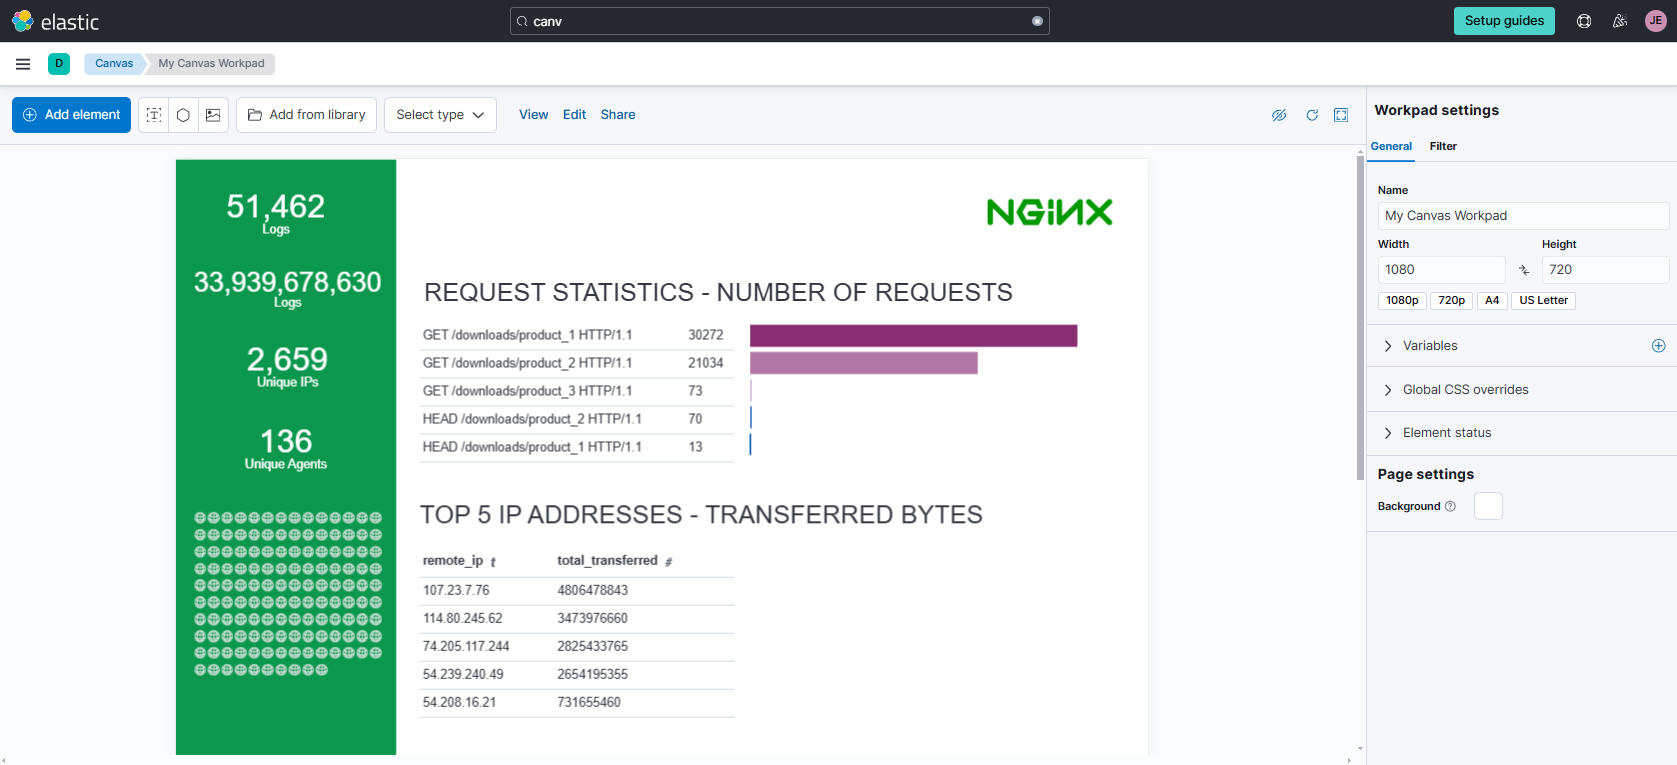 elastic
canv
Setup guides
JE
D
Canvas
My Canvas Workpad
Add element
Add from library
Select type
View
Edit
Share
51,462
Logs
33,939,678,630
Logs
2,659
Unique IPs
136
Unique Agents
NGiNX
REQUEST STATISTICS - NUMBER OF REQUESTS
GET /downloads/product_1 HTTP/1.1 30272
GET /downloads/product_2 HTTP/1.1 21034
GET /downloads/product_3 HTTP/1.1 73
HEAD /downloads/product_2 HTTP/1.1 70
HEAD /downloads/product_1 HTTP/1.1 13
TOP 5 IP ADDRESSES - TRANSFERRED BYTES
remote_ip t total_transferred #
107.23.7.76 4806478843
114.80.245.62 3473976660
74.205.117.244 2825433765
54.239.240.49 2654195355
54.208.16.21 731655460
Workpad settings
General Filter
Name
My Canvas Workpad
Width Height
1080 720
1080p 720p A4 US Letter
Variables
Global CSS overrides
Element status
Page settings
Background